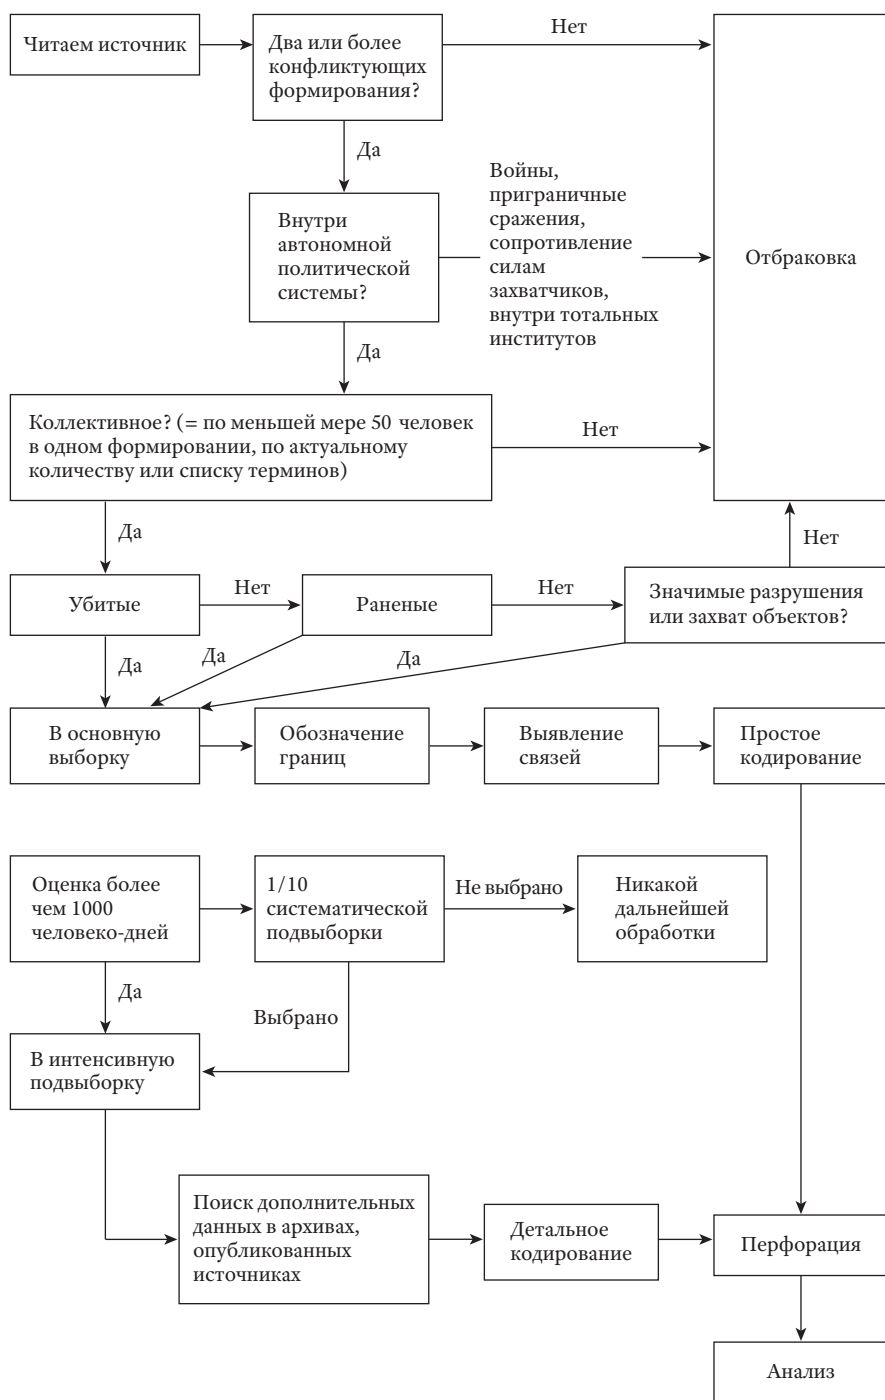 Читаем источник
Два или более
конфликтующих
формирования?
Нет
Да
Внутри
автономной
политической
системы?
Войны,
приграничные
сражения,
сопротивление
силам
захватчиков,
внутри тотальных
институтов
Отбраковка
Да
Коллективное? (= по меньшей мере 50 человек
в одном формировании, по актуальному
количеству или списку терминов)
Нет
Да
Убитые
Нет
Раненые
Нет
Значимые разрушения
или захват объектов?
Нет
Да
Да
Да
В основную
выборку
Обозначение
границ
Выявление
связей
Простое
кодирование
Оценка более
чем 1000
человеко-дней
1/10
систематической
подвыборки
Не выбрано
Никакой
дальнейшей
обработки
Да
Выбрано
В интенсивную
подвыборку
Поиск дополнительных
данных в архивах,
опубликованных
источниках
Детальное
кодирование
Перфорация
Анализ